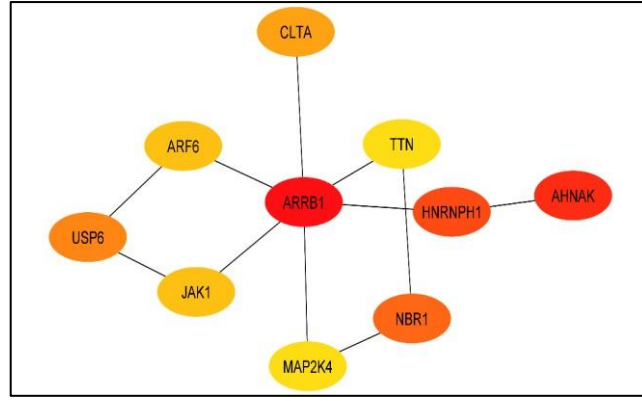 CLTA
ARF6
TTN
ARRB1
HNRNPH1
AHNAK
USP6
JAK1
NBR1
MAP2K4